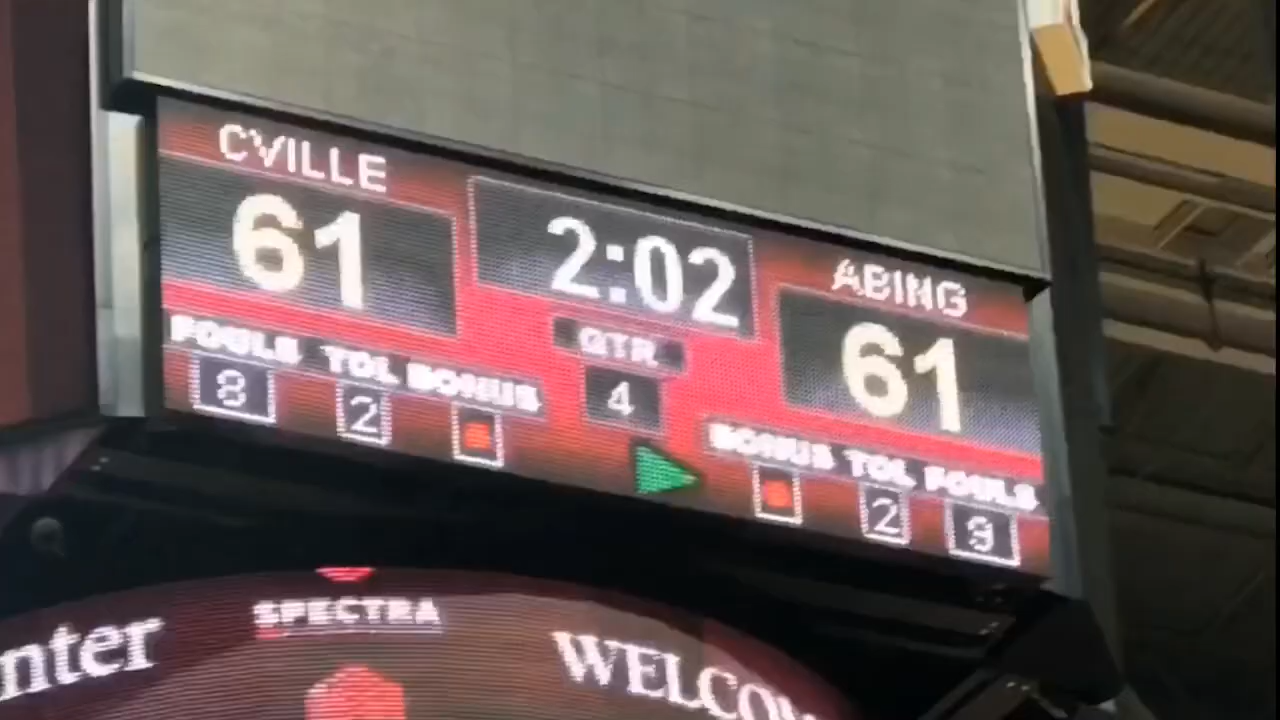 CVILLE 2:02 ABING
61 QTR 61
FOULS TOL BONUS 4 BONUS TOL FOULS
8 2 2 9
nter SPECTRA WELCO